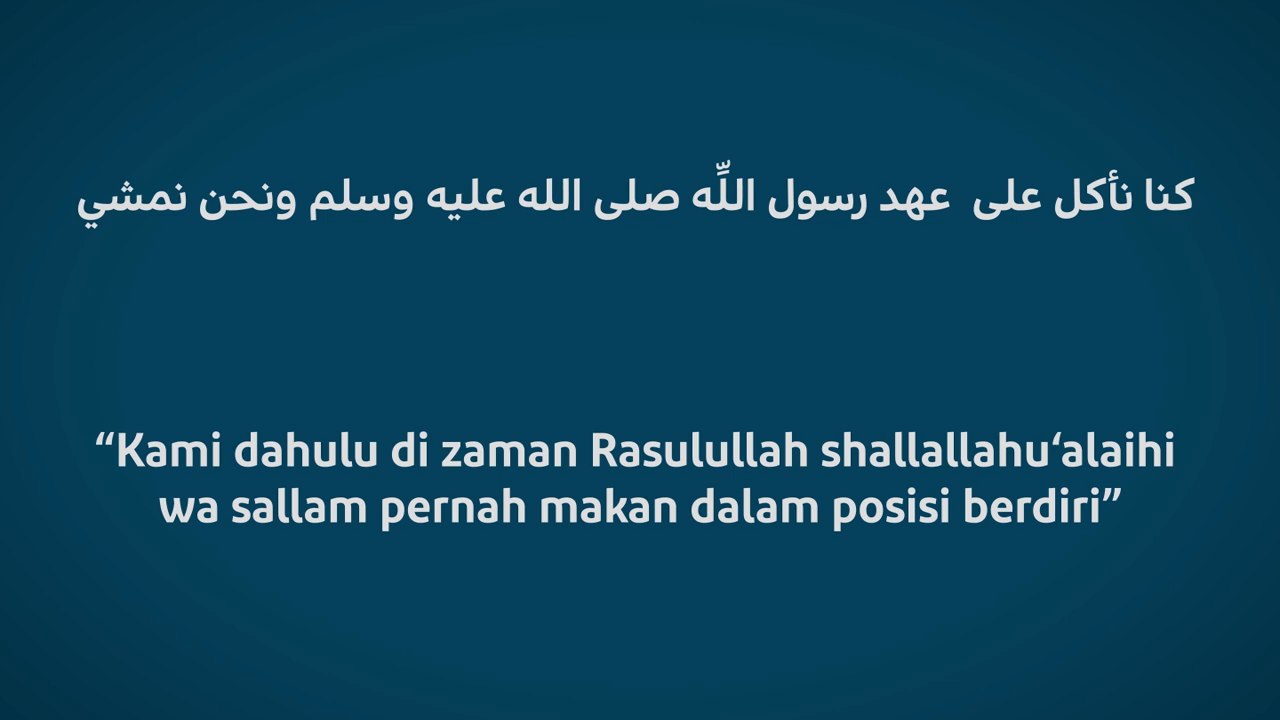 كنا نأكل على عهد رسول اللِّه صلى الله عليه وسلم ونحن نمشي
“Kami dahulu di zaman Rasulullah shallallahu‘alaihi
wa sallam pernah makan dalam posisi berdiri”